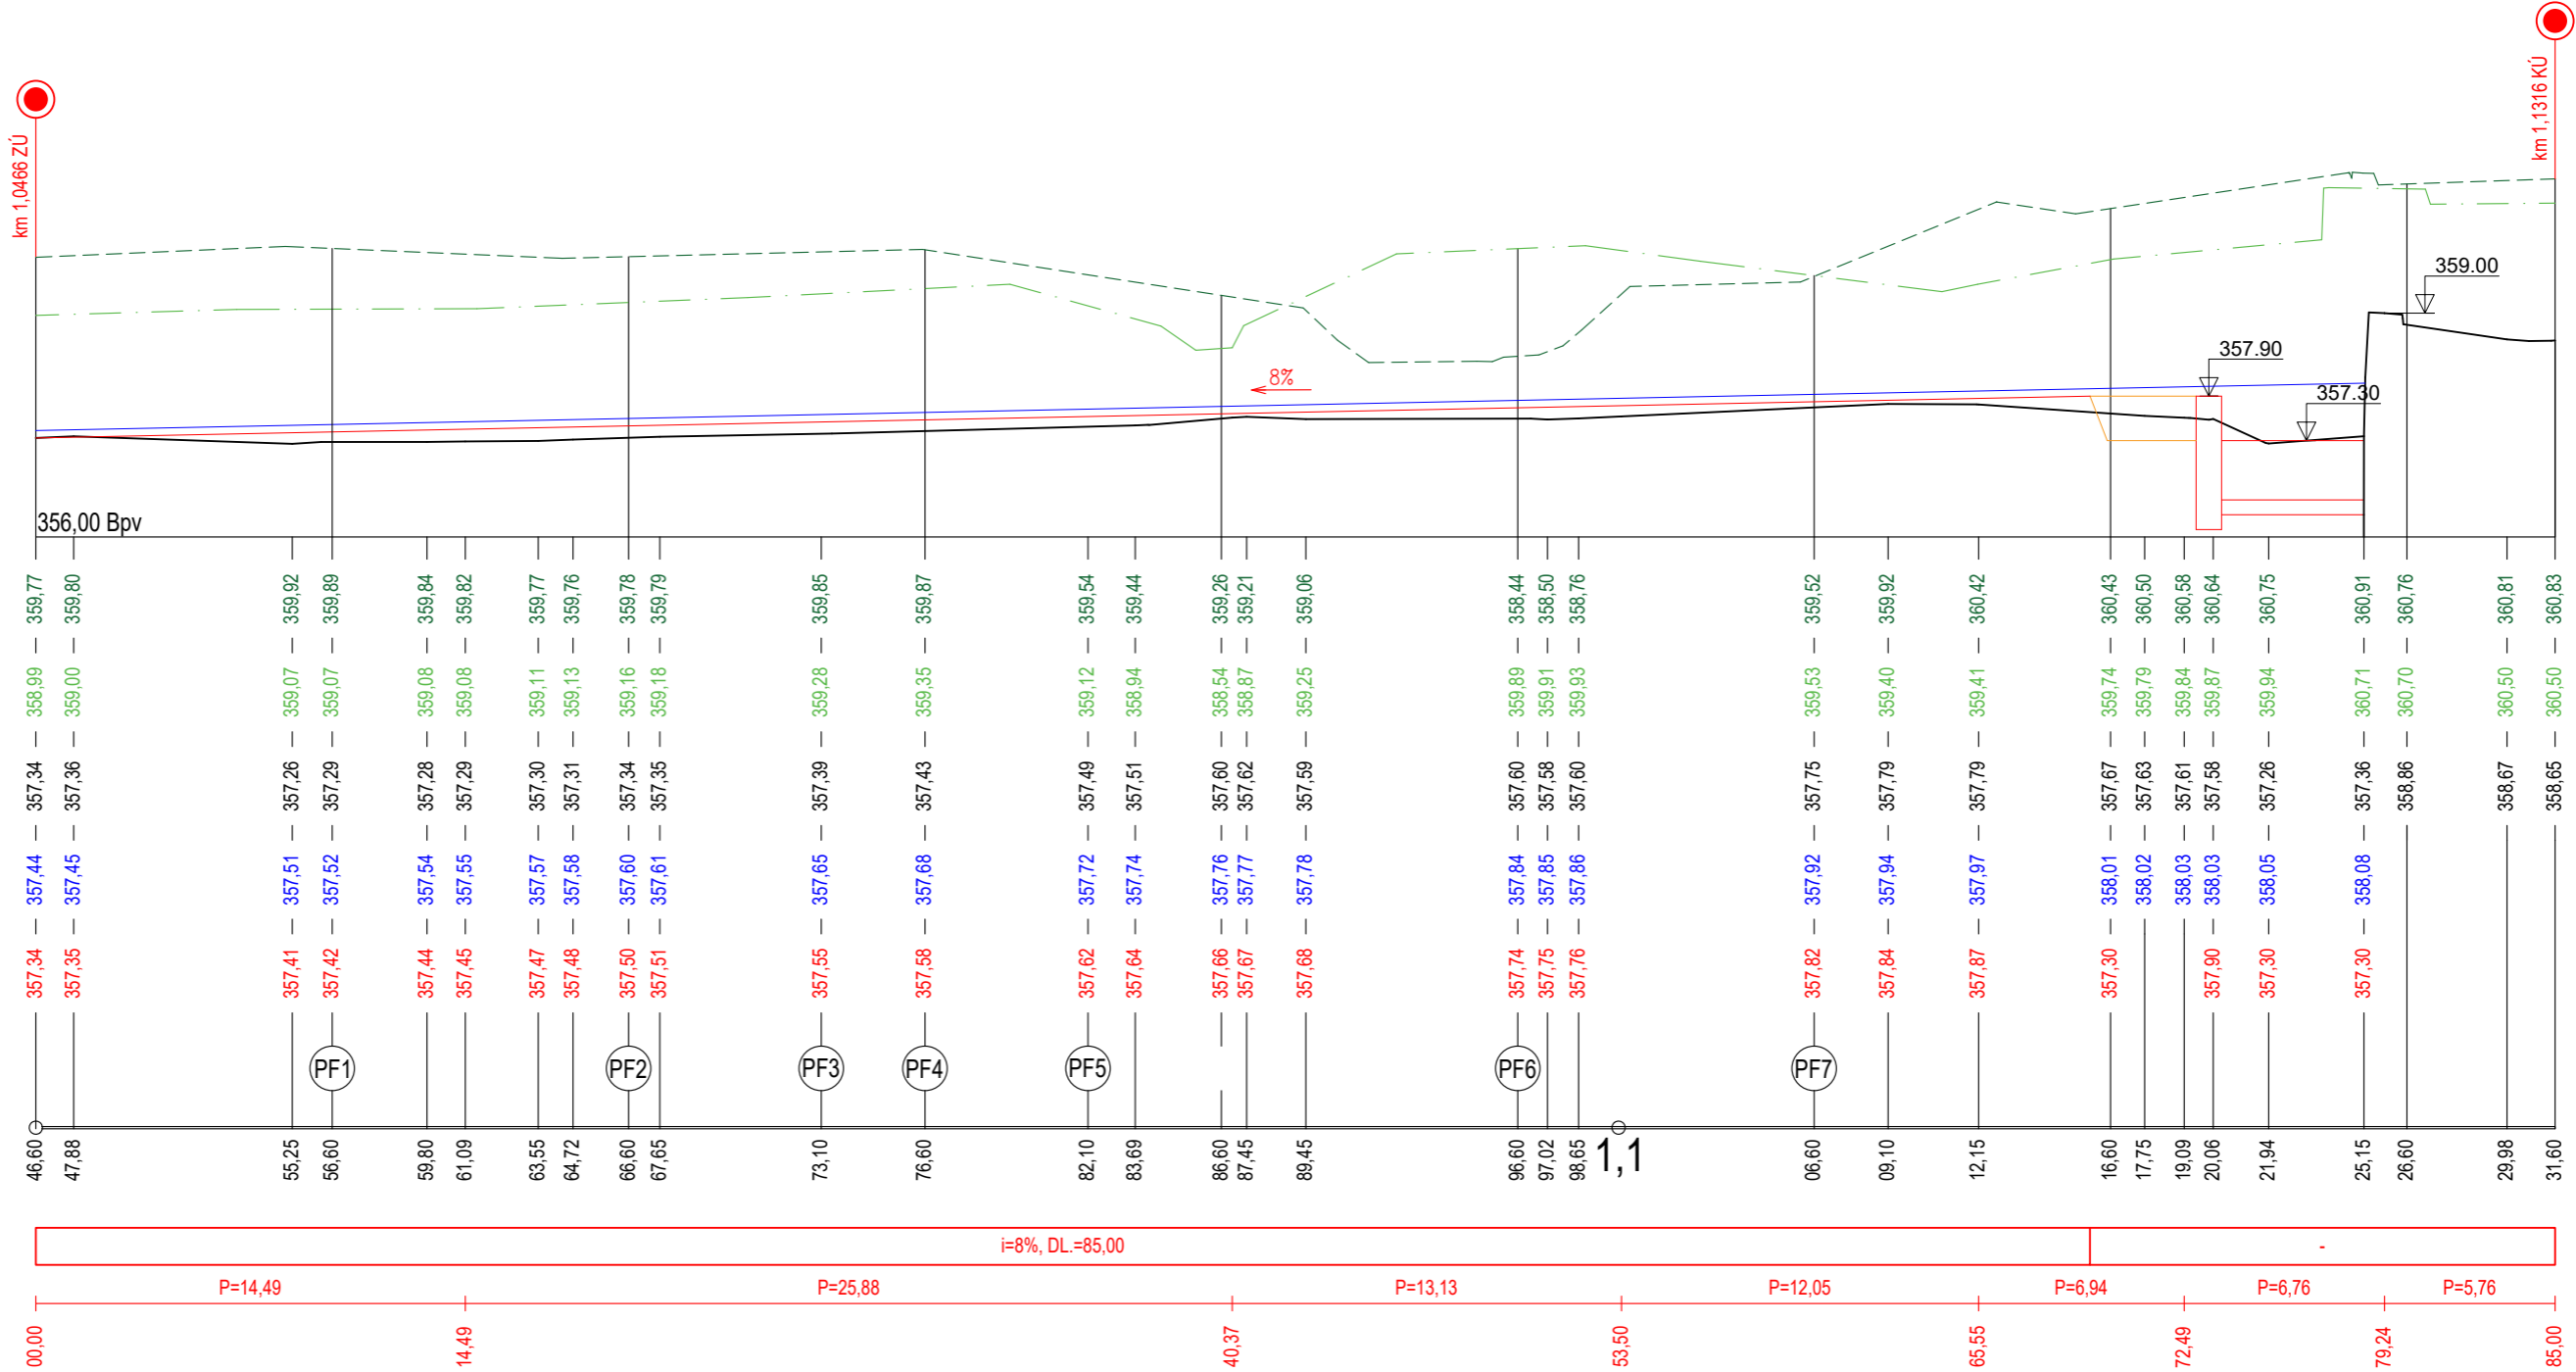 km 1,0466 ZÚ
km 1,1316 KÚ
359.00
357.90
8%
357.30
356,00 Bpv
359,77 359,80 359,92 359,89 359,84 359,82 359,77 359,76 359,78 359,79 359,85 359,87 359,54 359,44 359,26 359,21 359,06 358,44 358,50 358,76 359,52 359,92 360,42 360,43 360,50 360,58 360,64 360,75 360,91 360,76 360,81 360,83
358,99 359,00 359,07 359,07 359,08 359,08 359,11 359,13 359,16 359,18 359,28 359,35 359,12 358,94 358,54 358,87 359,25 359,89 359,91 359,93 359,53 359,40 359,41 359,74 359,79 359,84 359,87 359,94 360,71 360,70 360,50 360,50
357,34 357,36 357,26 357,29 357,28 357,29 357,30 357,31 357,34 357,35 357,39 357,43 357,49 357,51 357,60 357,62 357,59 357,60 357,58 357,60 357,75 357,79 357,79 357,67 357,63 357,61 357,58 357,26 357,36 358,86 358,67 358,65
357,44 357,45 357,51 357,52 357,54 357,55 357,57 357,58 357,60 357,61 357,65 357,68 357,72 357,74 357,76 357,77 357,78 357,84 357,85 357,86 357,92 357,94 357,97 358,01 358,02 358,03 358,03 358,05 358,08
357,34 357,35 357,41 357,42 357,44 357,45 357,47 357,48 357,50 357,51 357,55 357,58 357,62 357,64 357,66 357,67 357,68 357,74 357,75 357,76 357,82 357,84 357,87 357,30 357,90 357,30 357,30
PF1 PF2 PF3 PF4 PF5 PF6 PF7
46,60 47,88 55,25 56,60 59,80 61,09 63,55 64,72 66,60 67,65 73,10 76,60 82,10 83,69 86,60 87,45 89,45 96,60 97,02 98,65 1,1 06,60 09,10 12,15 16,60 17,75 19,09 20,06 21,94 25,15 26,60 29,98 31,60
i=8%, DL.=85,00 -
P=14,49 P=25,88 P=13,13 P=12,05 P=6,94 P=6,76 P=5,76
00,00 14,49 40,37 53,50 65,55 72,49 79,24 85,00